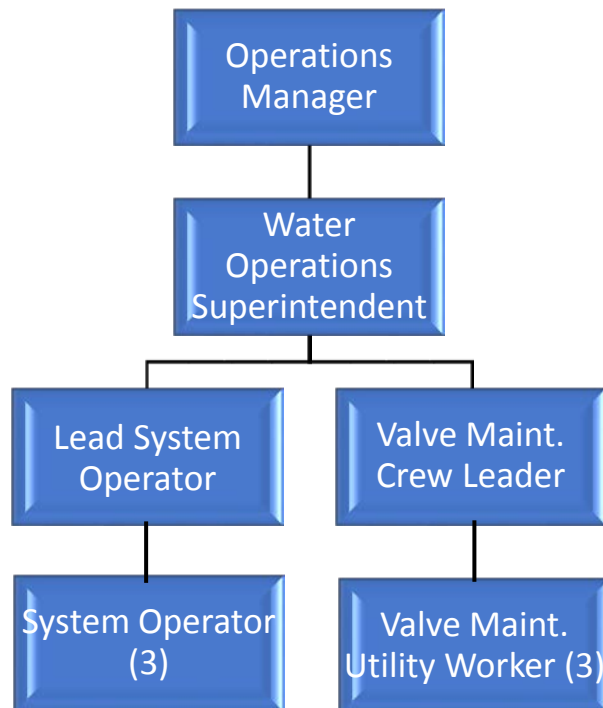 Operations
Manager
Water
Operations
Superintendent
Lead System
Operator
Valve Maint.
Crew Leader
System Operator
(3)
Valve Maint.
Utility Worker (3)